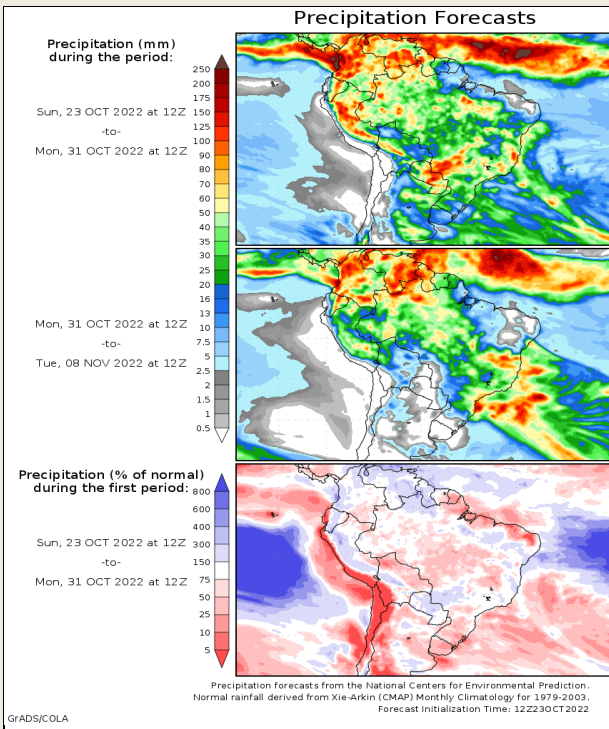 Precipitation Forecasts
Precipitation (mm)
during the period:
Sun, 23 OCT 2022 at 12Z
-to-
Mon, 31 OCT 2022 at 12Z
250
200
175
150
125
100
90
80
70
60
50
40
35
30
25
20
16
13
10
7.5
5
2.5
2
1.5
1
0.5
Mon, 31 OCT 2022 at 12Z
-to-
Tue, 08 NOV 2022 at 12Z
Precipitation (% of normal)
during the first period:
Sun, 23 OCT 2022 at 12Z
-to-
Mon, 31 OCT 2022 at 12Z
800
600
400
300
150
75
50
25
10
5
Precipitation forecasts from the National Centers for Environmental Prediction.
Normal rainfall derived from Xie-Arkin (CMAP) Monthly Climatology for 1979-2003.
Forecast Initialization Time: 12Z23OCT2022
GrADS/COLA